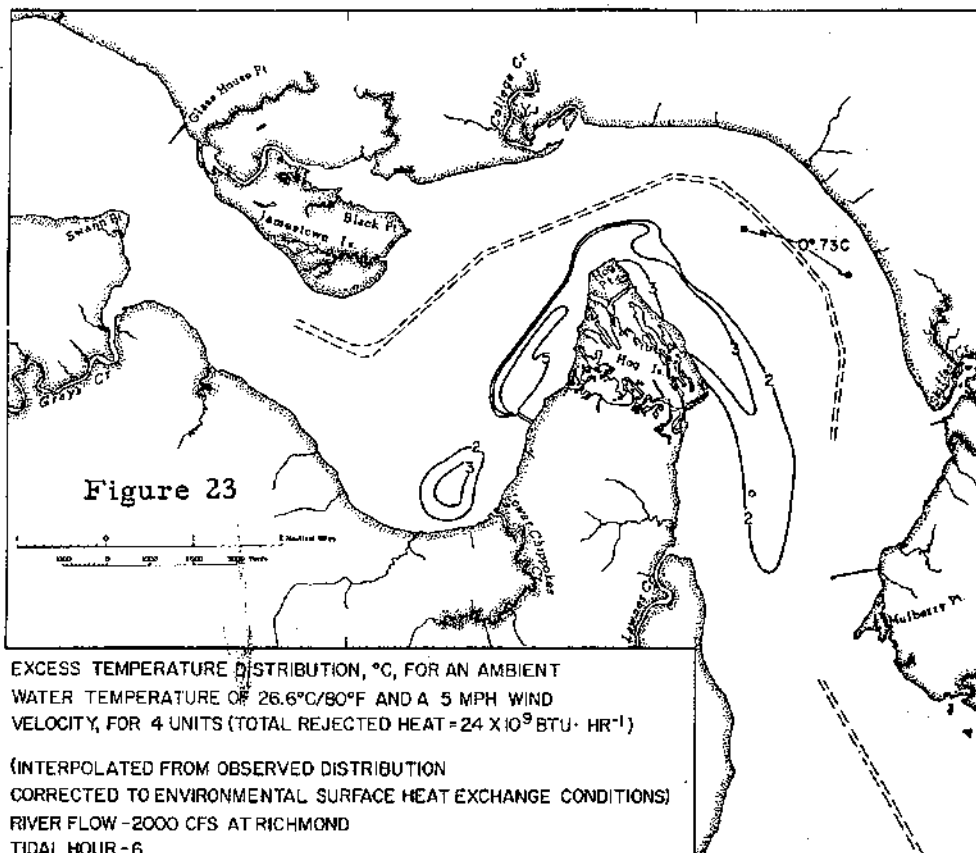 Glass House Pt
College Cr
Swann Pt
Black Pt
Jamestown Is.
0°.73C
3
3
2
5
Hog Is.
Grays Cr
2
3
2
Figure 23
Lower Chippokes Cr
Lawnes Cr
Mulberry Pt.
EXCESS TEMPERATURE DISTRIBUTION, °C, FOR AN AMBIENT
WATER TEMPERATURE OF 26.6°C/80°F AND A 5 MPH WIND
VELOCITY, FOR 4 UNITS (TOTAL REJECTED HEAT = 24 X 10⁹ BTU· HR⁻¹)
(INTERPOLATED FROM OBSERVED DISTRIBUTION
CORRECTED TO ENVIRONMENTAL SURFACE HEAT EXCHANGE CONDITIONS)
RIVER FLOW -2000 CFS AT RICHMOND
TIDAL HOUR -6